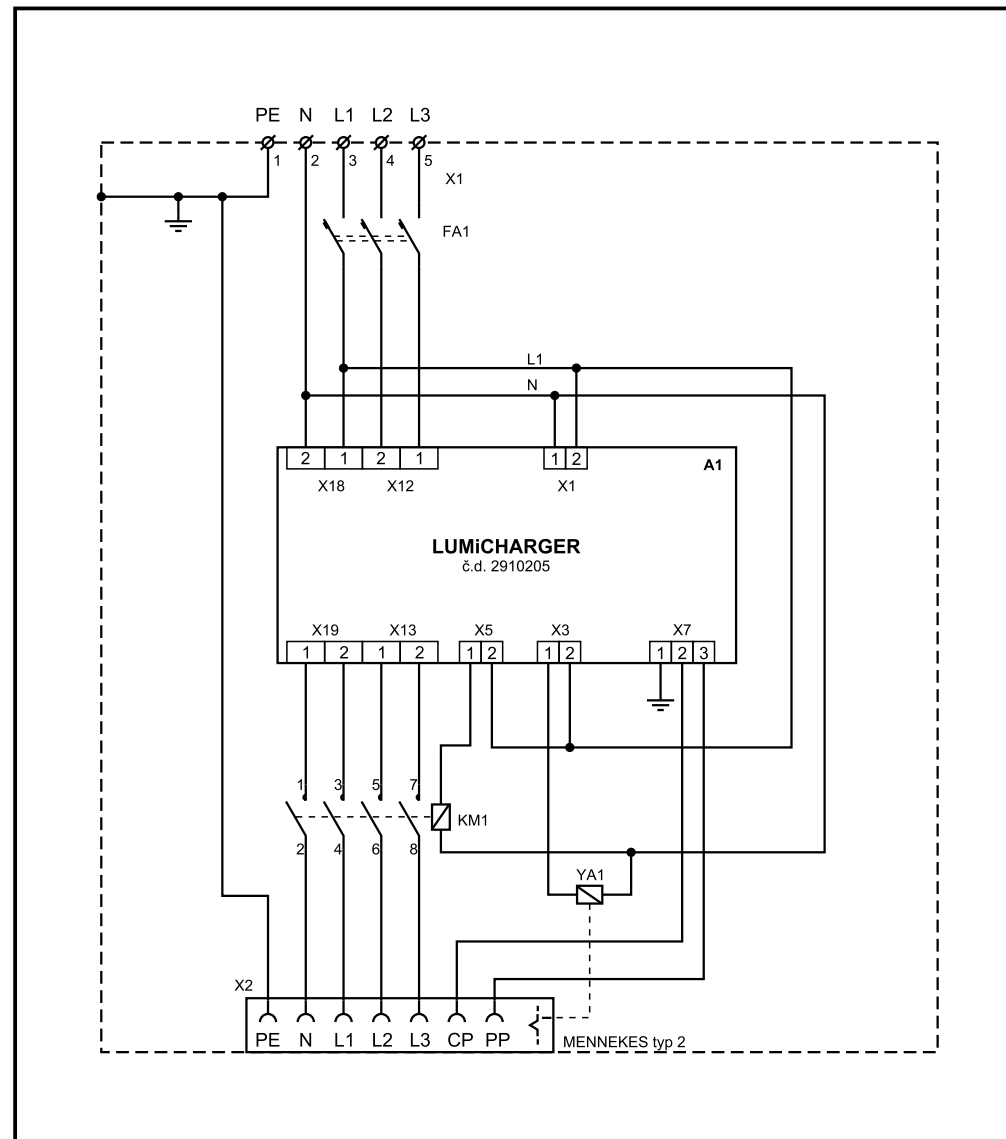 PE N L1 L2 L3
1 2 3 4 5
X1
FA1
L1
N
2 1 2 1 1 2
A1
X18 X12 X1
LUMiCHARGER
č.d. 2910205
X19 X13 X5 X3 X7
1 2 1 2 1 2 1 2 1 2 3
1 3 5 7
KM1
2 4 6 8
YA1
X2
PE N L1 L2 L3 CP PP
MENNEKES typ 2